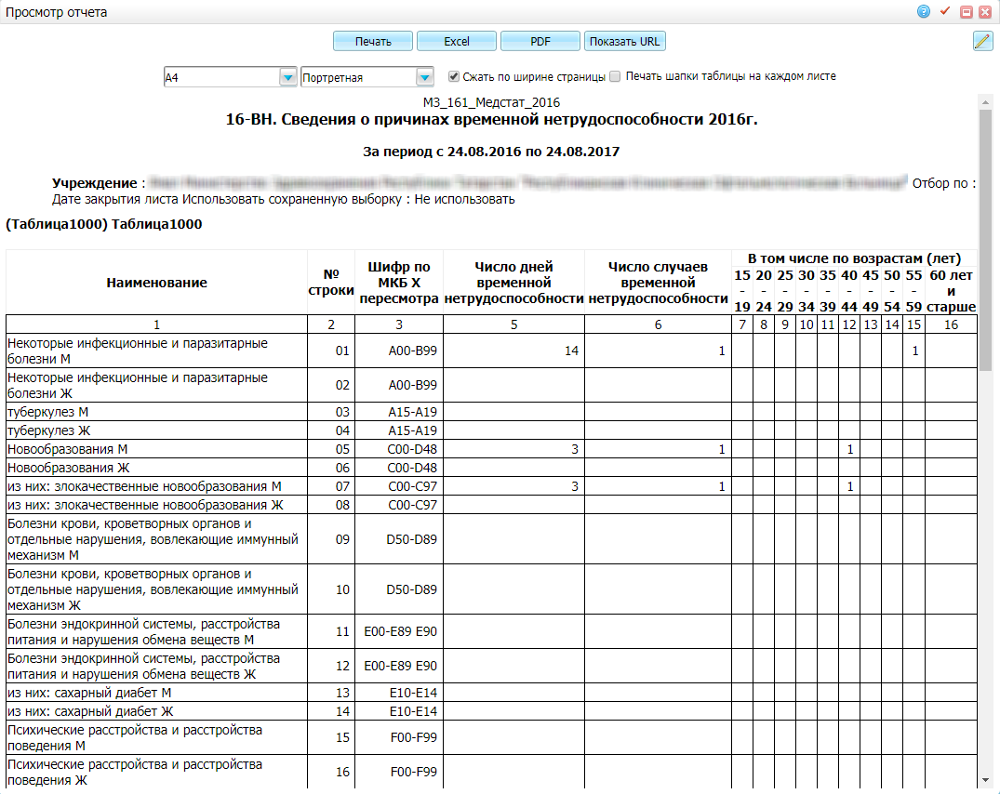 Просмотр отчета
Печать Excel PDF Показать URL
A4 Портретная Сжать по ширине страницы Печать шапки таблицы на каждом листе
МЗ_161_Медстат_2016
16-ВН. Сведения о причинах временной нетрудоспособности 2016г.
За период с 24.08.2016 по 24.08.2017
Учреждение : Отбор по :
Дате закрытия листа Использовать сохраненную выборку : Не использовать
(Таблица1000) Таблица1000
Наименование № строки Шифр по МКБ X пересмотра Число дней временной нетрудоспособности Число случаев временной нетрудоспособности В том числе по возрастам (лет)
15 - 19 20 - 24 25 - 29 30 - 34 35 - 39 40 - 44 45 - 49 50 - 54 55 - 59 60 лет и старше
1 2 3 5 6 7 8 9 10 11 12 13 14 15 16
Некоторые инфекционные и паразитарные
болезни М 01 A00-B99 14 1 1
Некоторые инфекционные и паразитарные
болезни Ж 02 A00-B99
туберкулез М 03 A15-A19
туберкулез Ж 04 A15-A19
Новообразования М 05 C00-D48 3 1 1
Новообразования Ж 06 C00-D48
из них: злокачественные новообразования М 07 C00-C97 3 1 1
из них: злокачественные новообразования Ж 08 C00-C97
Болезни крови, кроветворных органов и
отдельные нарушения, вовлекающие иммунный 09 D50-D89
механизм М
Болезни крови, кроветворных органов и
отдельные нарушения, вовлекающие иммунный 10 D50-D89
механизм Ж
Болезни эндокринной системы, расстройства
питания и нарушения обмена веществ М 11 E00-E89 E90
Болезни эндокринной системы, расстройства
питания и нарушения обмена веществ Ж 12 E00-E89 E90
из них: сахарный диабет М 13 E10-E14
из них: сахарный диабет Ж 14 E10-E14
Психические расстройства и расстройства
поведения М 15 F00-F99
Психические расстройства и расстройства
поведения Ж 16 F00-F99